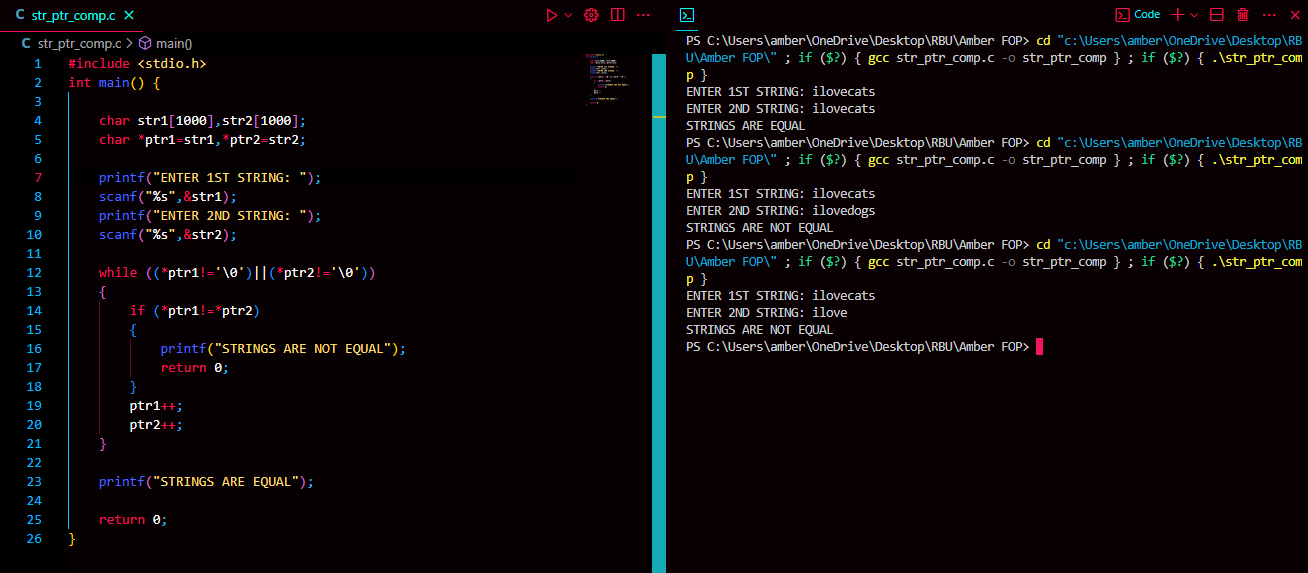 C str_ptr_comp.c ×
C str_ptr_comp.c > main()
1 #include <stdio.h>
2 int main() {
3
4     char str1[1000],str2[1000];
5     char *ptr1=str1,*ptr2=str2;
6
7     printf("ENTER 1ST STRING: ");
8     scanf("%s",&str1);
9     printf("ENTER 2ND STRING: ");
10     scanf("%s",&str2);
11
12     while ((*ptr1!='\0')||(*ptr2!='\0'))
13     {
14         if (*ptr1!=*ptr2)
15         {
16             printf("STRINGS ARE NOT EQUAL");
17             return 0;
18         }
19         ptr1++;
20         ptr2++;
21     }
22
23     printf("STRINGS ARE EQUAL");
24
25     return 0;
26 }
Code
PS C:\Users\amber\OneDrive\Desktop\RBU\Amber FOP> cd "c:\Users\amber\OneDrive\Desktop\RB
U\Amber FOP\" ; if ($?) { gcc str_ptr_comp.c -o str_ptr_comp } ; if ($?) { .\str_ptr_com
p }
ENTER 1ST STRING: ilovecats
ENTER 2ND STRING: ilovecats
STRINGS ARE EQUAL
PS C:\Users\amber\OneDrive\Desktop\RBU\Amber FOP> cd "c:\Users\amber\OneDrive\Desktop\RB
U\Amber FOP\" ; if ($?) { gcc str_ptr_comp.c -o str_ptr_comp } ; if ($?) { .\str_ptr_com
p }
ENTER 1ST STRING: ilovecats
ENTER 2ND STRING: ilovedogs
STRINGS ARE NOT EQUAL
PS C:\Users\amber\OneDrive\Desktop\RBU\Amber FOP> cd "c:\Users\amber\OneDrive\Desktop\RB
U\Amber FOP\" ; if ($?) { gcc str_ptr_comp.c -o str_ptr_comp } ; if ($?) { .\str_ptr_com
p }
ENTER 1ST STRING: ilovecats
ENTER 2ND STRING: ilove
STRINGS ARE NOT EQUAL
PS C:\Users\amber\OneDrive\Desktop\RBU\Amber FOP>